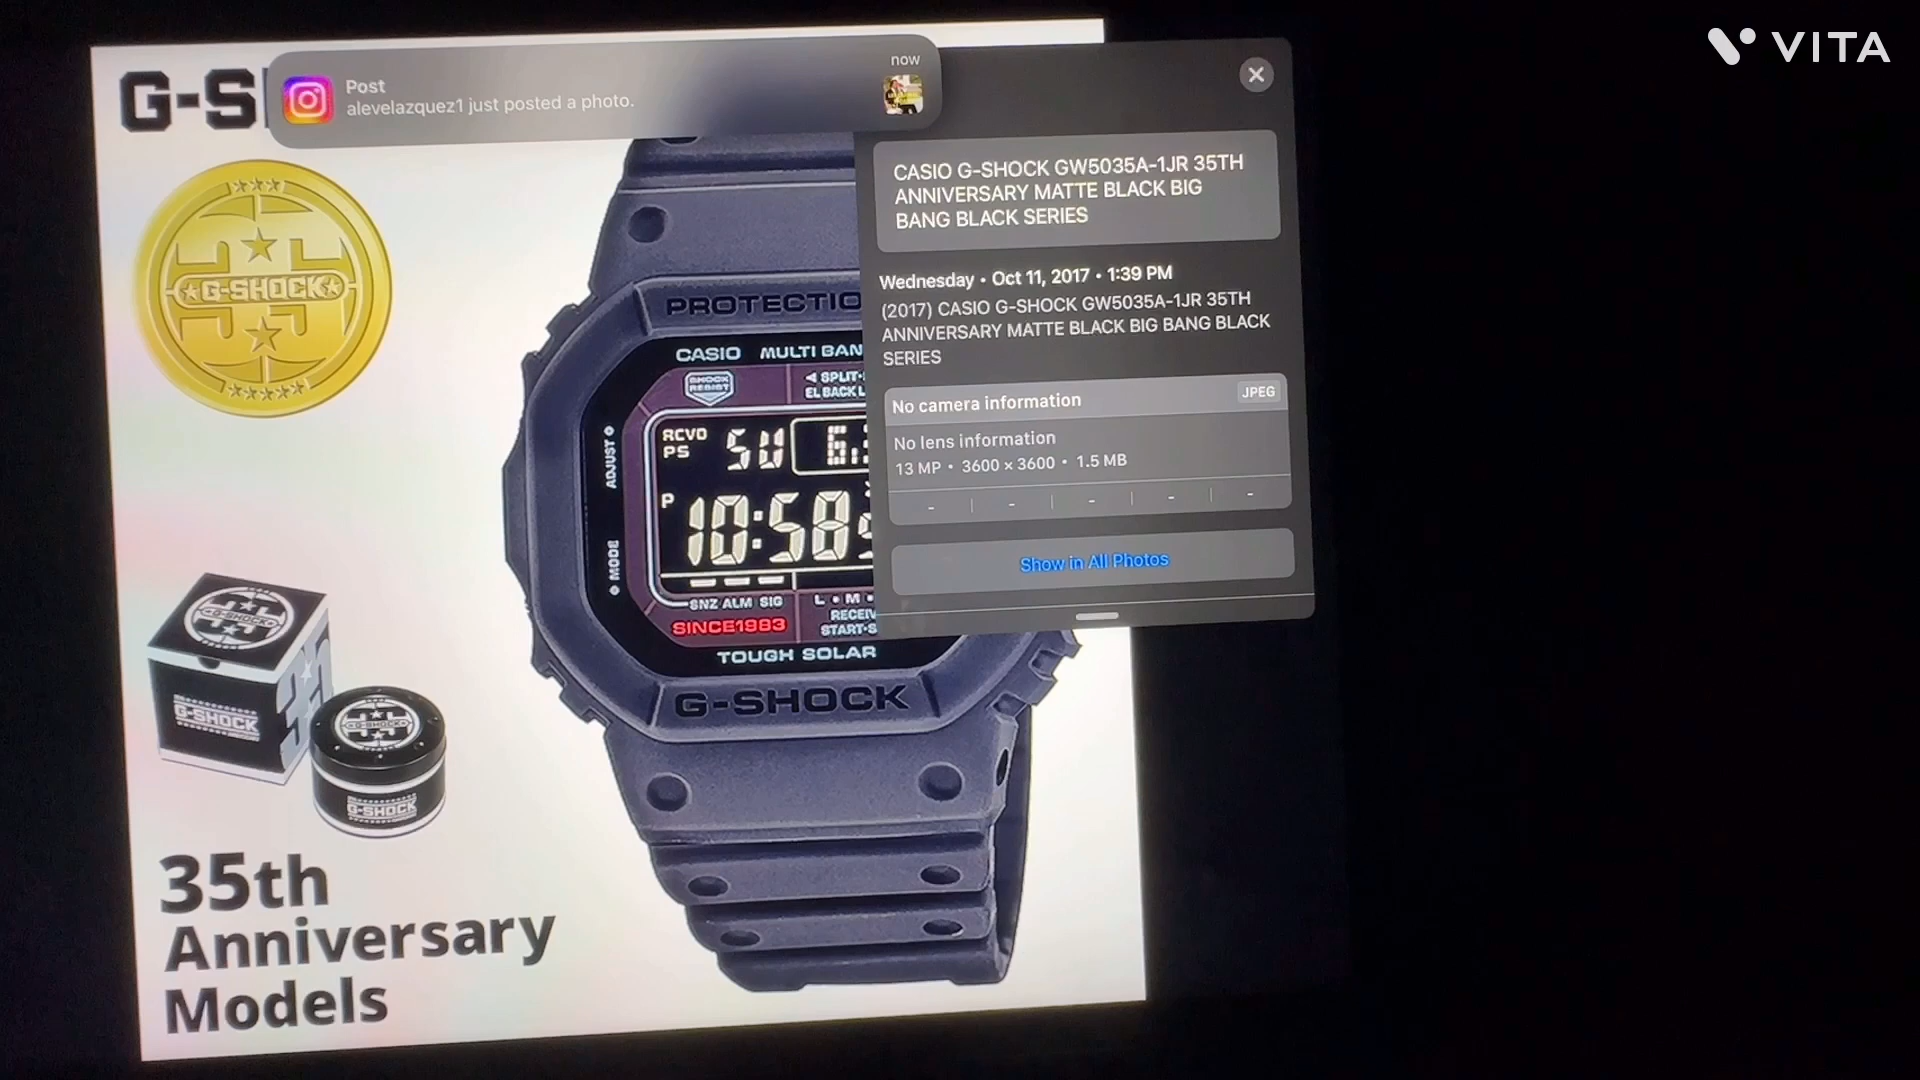 VITA
G-S
Post
now
alevelazquez1 just posted a photo.
CASIO G-SHOCK GW5035A-1JR 35TH
ANNIVERSARY MATTE BLACK BIG
BANG BLACK SERIES
Wednesday • Oct 11, 2017 • 1:39 PM
(2017) CASIO G-SHOCK GW5035A-1JR 35TH
ANNIVERSARY MATTE BLACK BIG BANG BLACK
SERIES
No camera information
JPEG
No lens information
13 MP • 3600 × 3600 • 1.5 MB
Show in All Photos
G-SHOCK
PROTECTIO
CASIO MULTI BAN
SHOCK
RESIST
SPLIT-
EL BACK L
ADJUST
RCVD
PS
SU
6.
P
10:58
MODE
SNZ ALM SIG
L • M •
RECEIV
START-S
SINCE1983
TOUGH SOLAR
G-SHOCK
G-SHOCK
G-SHOCK
G-SHOCK
G-SHOCK
35th
Anniversary
Models